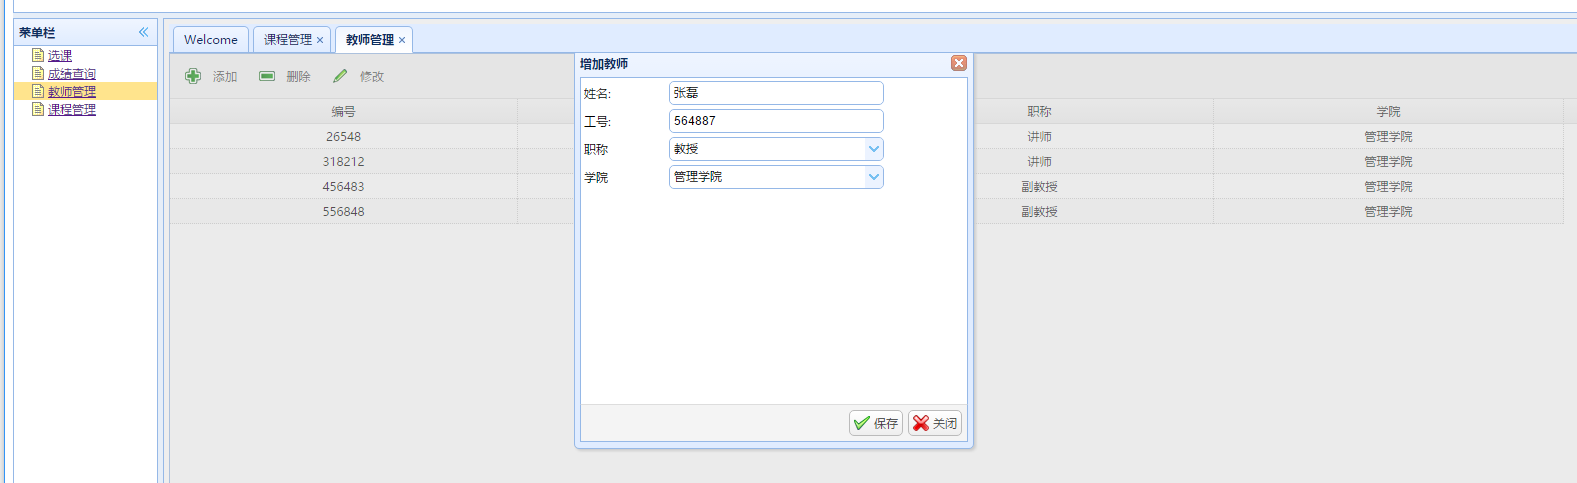 菜单栏
选课
成绩查询
教师管理
课程管理
Welcome 课程管理 教师管理
添加 删除 修改
编号 职称 学院
26548 讲师 管理学院
318212 讲师 管理学院
456483 副教授 管理学院
556848 副教授 管理学院
增加教师
姓名: 张磊
工号: 564887
职称 教授
学院 管理学院
保存 关闭